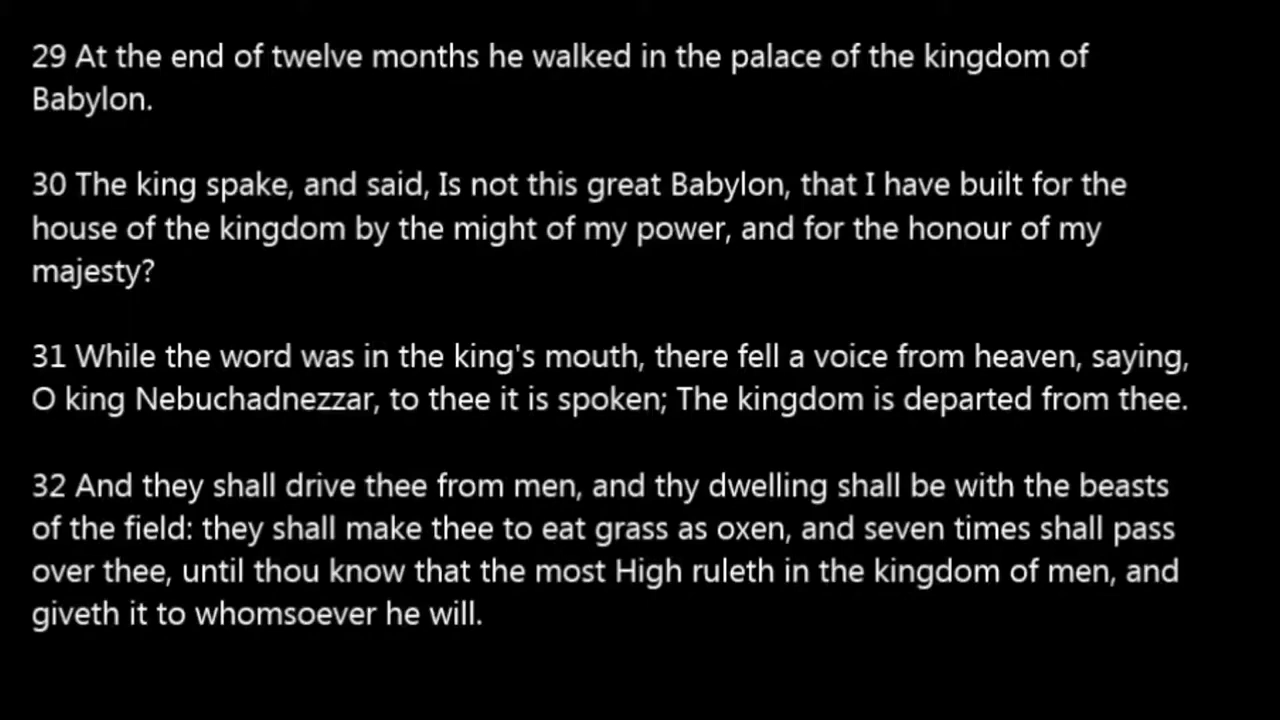 29 At the end of twelve months he walked in the palace of the kingdom of
Babylon.
30 The king spake, and said, Is not this great Babylon, that I have built for the
house of the kingdom by the might of my power, and for the honour of my
majesty?
31 While the word was in the king's mouth, there fell a voice from heaven, saying,
O king Nebuchadnezzar, to thee it is spoken; The kingdom is departed from thee.
32 And they shall drive thee from men, and thy dwelling shall be with the beasts
of the field: they shall make thee to eat grass as oxen, and seven times shall pass
over thee, until thou know that the most High ruleth in the kingdom of men, and
giveth it to whomsoever he will.